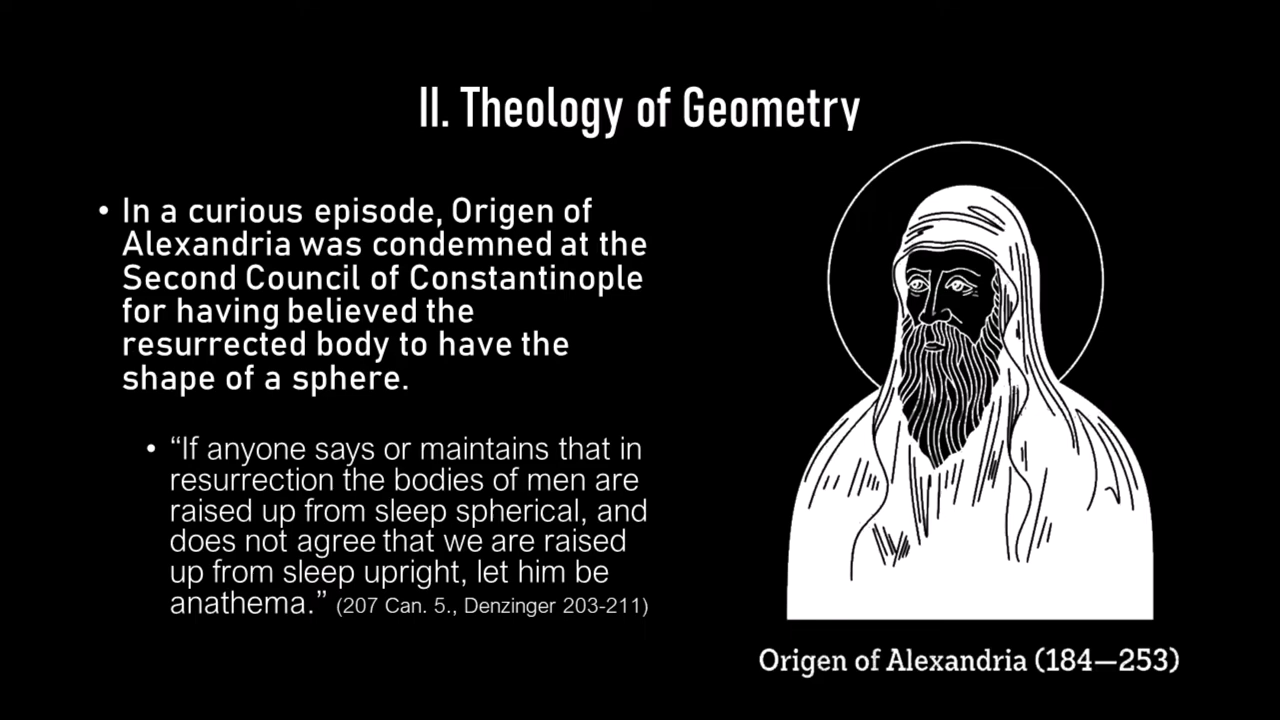 II. Theology of Geometry
• In a curious episode, Origen of
Alexandria was condemned at the
Second Council of Constantinople
for having believed the
resurrected body to have the
shape of a sphere.
• “If anyone says or maintains that in
resurrection the bodies of men are
raised up from sleep spherical, and
does not agree that we are raised
up from sleep upright, let him be
anathema.” (207 Can. 5., Denzinger 203-211)
Origen of Alexandria (184—253)